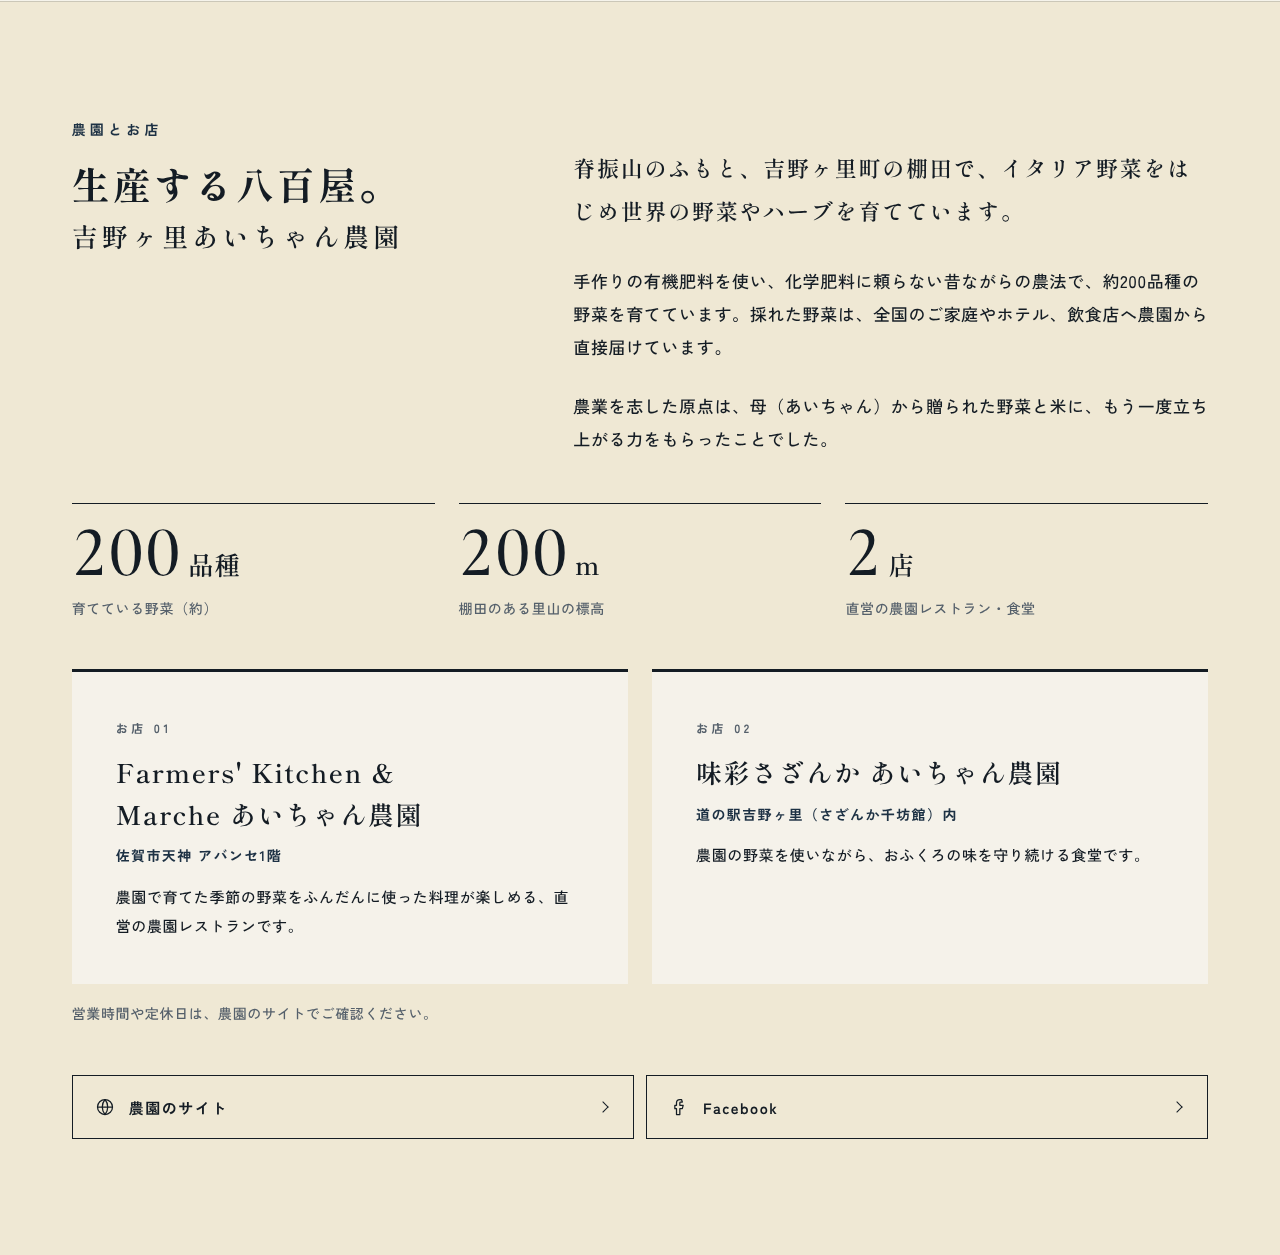 農園とお店
生産する八百屋。
吉野ヶ里あいちゃん農園
脊振山のふもと、吉野ヶ里町の棚田で、イタリア野菜をは
じめ世界の野菜やハーブを育てています。
手作りの有機肥料を使い、化学肥料に頼らない昔ながらの農法で、約200品種の
野菜を育てています。採れた野菜は、全国のご家庭やホテル、飲食店へ農園から
直接届けています。
農業を志した原点は、母（あいちゃん）から贈られた野菜と米に、もう一度立ち
上がる力をもらったことでした。
200 品種
育てている野菜（約）
200 m
棚田のある里山の標高
2 店
直営の農園レストラン・食堂
お店 01
Farmers' Kitchen &
Marche あいちゃん農園
佐賀市天神 アバンセ1階
農園で育てた季節の野菜をふんだんに使った料理が楽しめる、直
営の農園レストランです。
お店 02
味彩さざんか あいちゃん農園
道の駅吉野ヶ里（さざんか千坊館）内
農園の野菜を使いながら、おふくろの味を守り続ける食堂です。
営業時間や定休日は、農園のサイトでご確認ください。
農園のサイト
Facebook